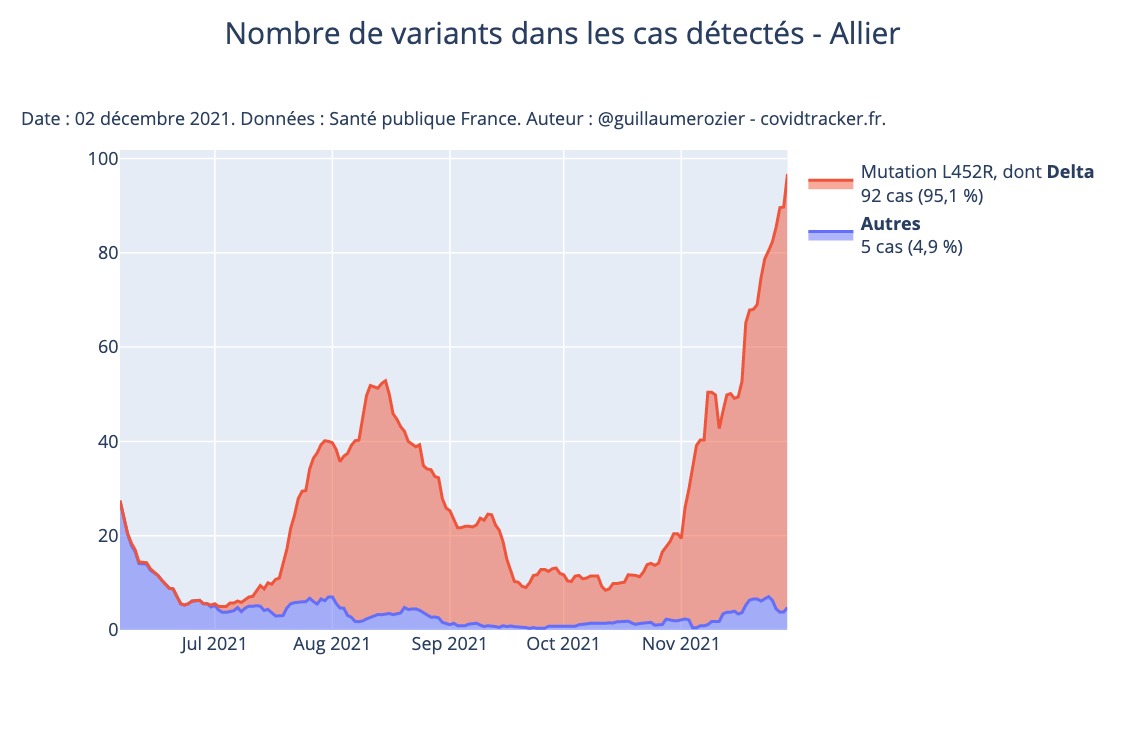 Nombre de variants dans les cas détectés - Allier
Date : 02 décembre 2021. Données : Santé publique France. Auteur : @guillaumerozier - covidtracker.fr.
100
80
60
40
20
0
Jul 2021
Aug 2021
Sep 2021
Oct 2021
Nov 2021
Mutation L452R, dont Delta
92 cas (95,1 %)
Autres
5 cas (4,9 %)